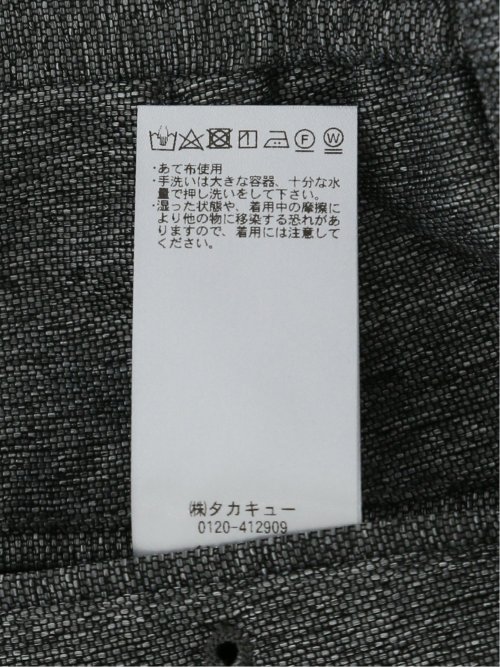 ・あて布使用
・手洗いは大きな容器、十分な水
量で押し洗いをして下さい。
・湿った状態や、着用中の摩擦に
より他の物に移染する恐れがあ
りますので、着用には注意して
ください。
㈱タカキュー
0120-412909